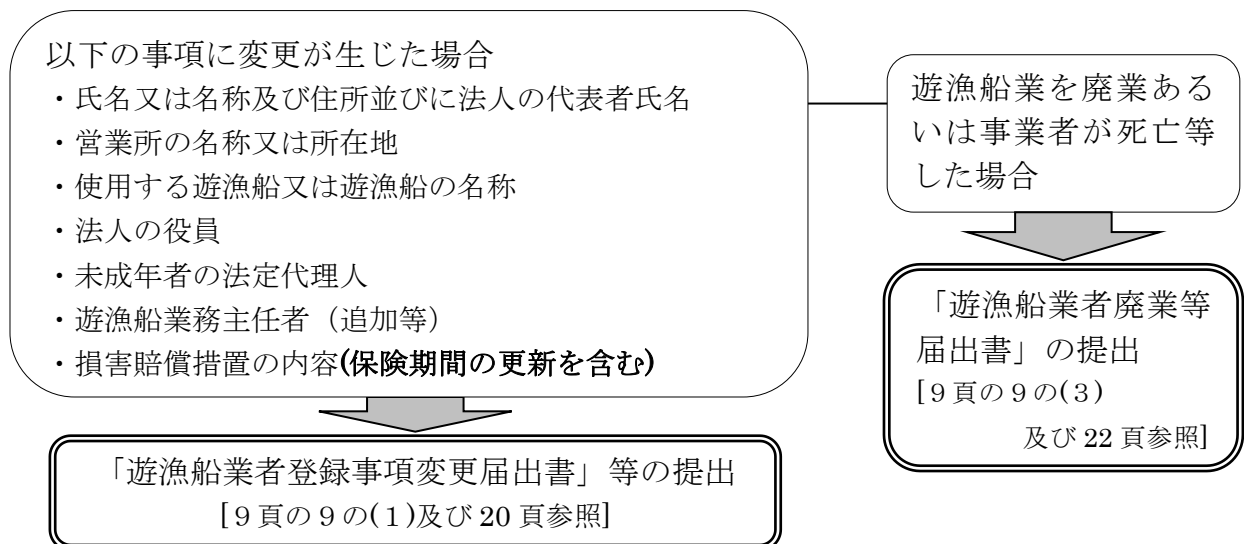 以下の事項に変更が生じた場合
・氏名又は名称及び住所並びに法人の代表者氏名
・営業所の名称又は所在地
・使用する遊漁船又は遊漁船の名称
・法人の役員
・未成年者の法定代理人
・遊漁船業務主任者（追加等）
・損害賠償措置の内容(保険期間の更新を含む)
「遊漁船業者登録事項変更届出書」等の提出
[９頁の９の(１)及び 20 頁参照]
遊漁船業を廃業ある
いは事業者が死亡等
した場合
「遊漁船業者廃業等
届出書」の提出
[９頁の９の(３)
及び 22 頁参照]